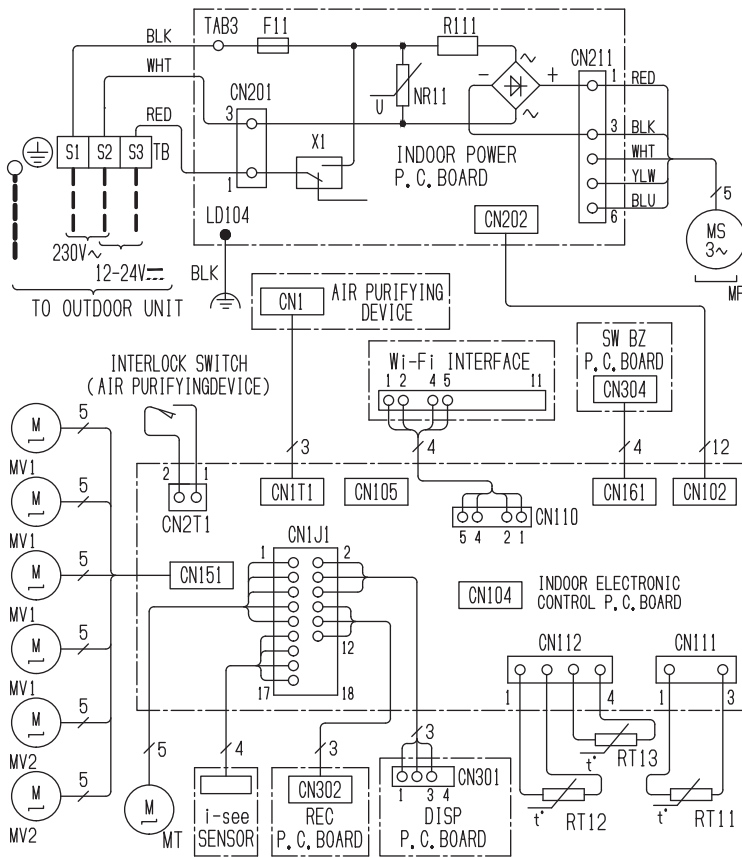 TAB3 F11 R111
BLK
WHT
RED
CN201
3
1
U NR11
- ~ + ~
CN211
1 RED
3 BLK
WHT
YLW
6 BLU
5
MS
3~
MF
X1
INDOOR POWER
P.C.BOARD
CN202
S1 S2 S3 TB
LD104
BLK
230V~
12-24V⎓
TO OUTDOOR UNIT
CN1
AIR PURIFYING
DEVICE
INTERLOCK SWITCH
(AIR PURIFYINGDEVICE)
Wi-Fi INTERFACE
1 2 4 5 11
SW BZ
P.C.BOARD
CN304
3
4
4
12
2 1
CN2T1
CN1T1
CN105
CN161
CN102
CN110
5 4 2 1
M 5
MV1
M 5
MV1
M 5
MV1
M 5
MV1
M 5
MV2
M 5
MV2
CN151
CN1J1
1 2
12
17 18
CN104
INDOOR ELECTRONIC
CONTROL P.C.BOARD
CN112
1 4
CN111
1 3
t° RT13
t° RT12
t° RT11
5
M
MT
4
i-see
SENSOR
3
CN302
REC
P.C.BOARD
3
CN301
1 3 4
DISP
P.C.BOARD